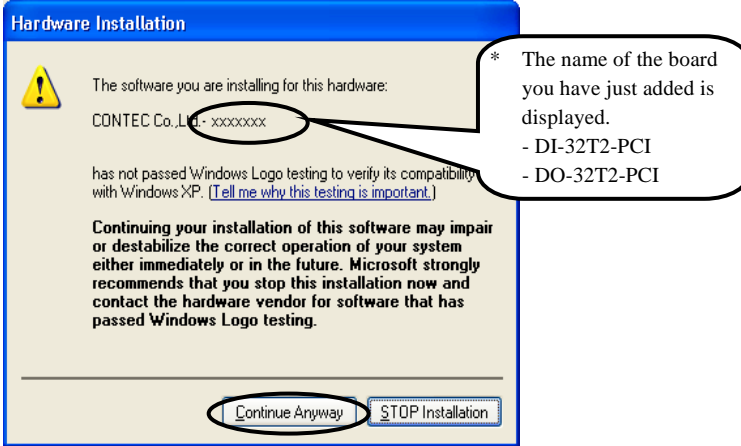 Hardware Installation
The software you are installing for this hardware:
CONTEC Co.,Ltd.- xxxxxxx
has not passed Windows Logo testing to verify its compatibility
with Windows XP. (Tell me why this testing is important.)
Continuing your installation of this software may impair
or destabilize the correct operation of your system
either immediately or in the future. Microsoft strongly
recommends that you stop this installation now and
contact the hardware vendor for software that has
passed Windows Logo testing.
Continue Anyway
STOP Installation
* The name of the board
you have just added is
displayed.
- DI-32T2-PCI
- DO-32T2-PCI